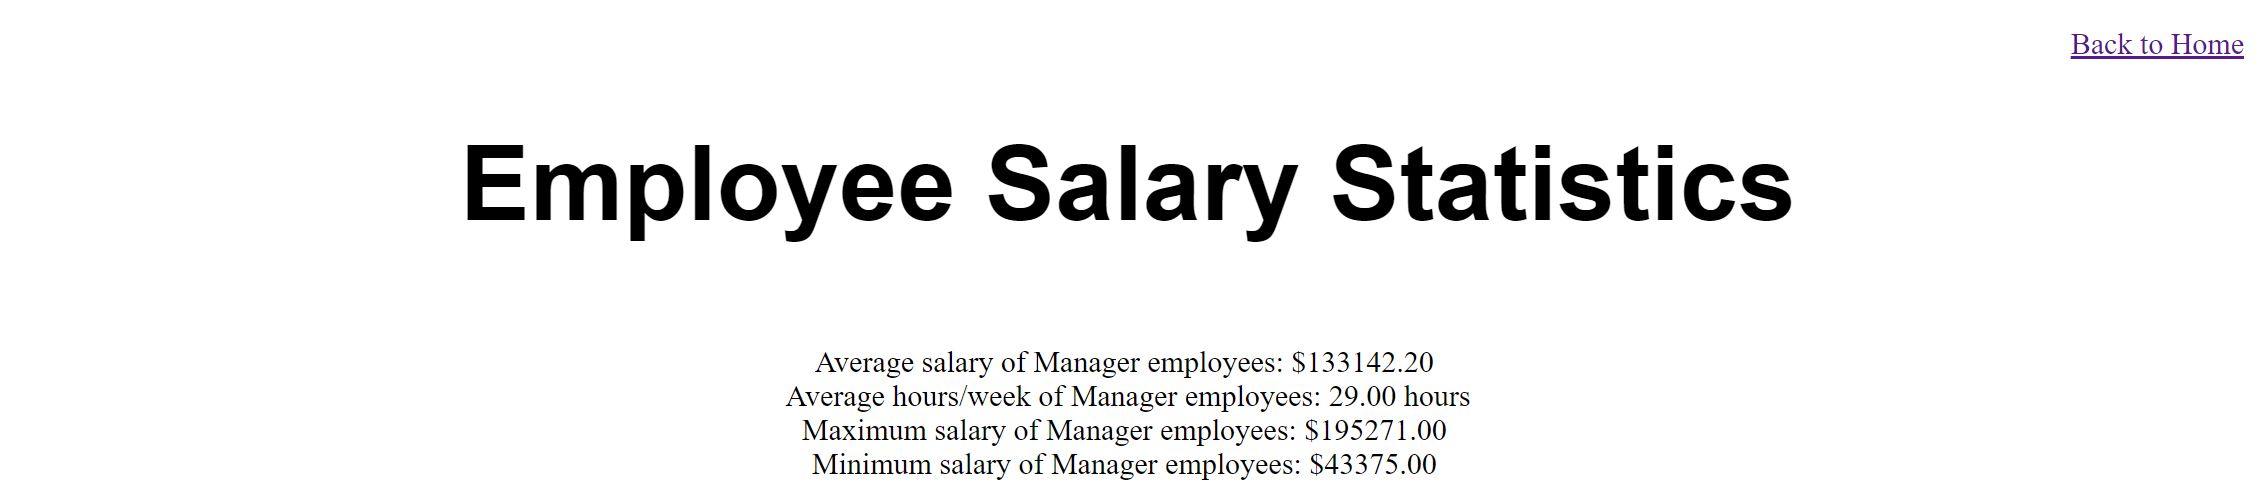 Back to Home
Employee Salary Statistics
Average salary of Manager employees: $133142.20
Average hours/week of Manager employees: 29.00 hours
Maximum salary of Manager employees: $195271.00
Minimum salary of Manager employees: $43375.00